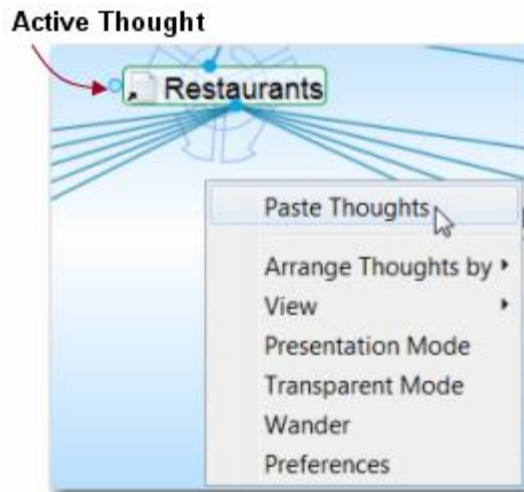 Active Thought
Restaurants
Paste Thoughts
Arrange Thoughts by
View
Presentation Mode
Transparent Mode
Wander
Preferences